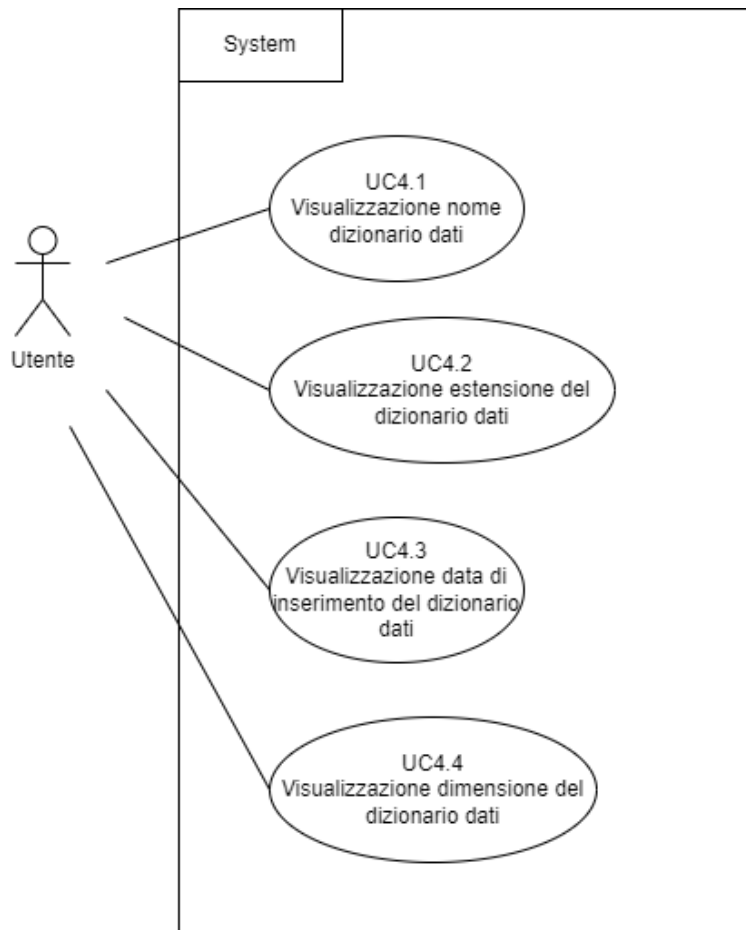 System
UC4.1
Visualizzazione nome
dizionario dati
Utente
UC4.2
Visualizzazione estensione del
dizionario dati
UC4.3
Visualizzazione data di
inserimento del dizionario
dati
UC4.4
Visualizzazione dimensione del
dizionario dati